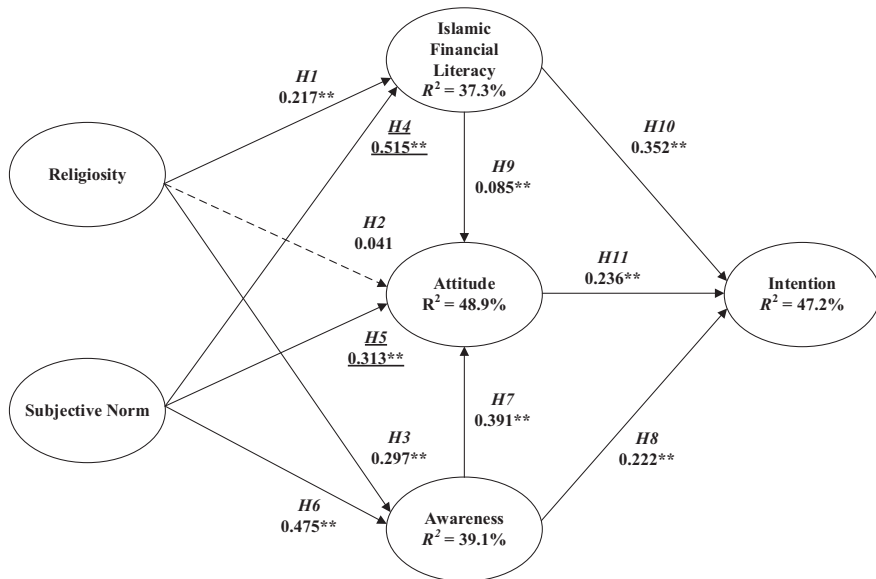 Islamic
Financial
Literacy
R² = 37.3%
H1
0.217**
H4
0.515**
H10
0.352**
Religiosity
H9
0.085**
H2
0.041
Attitude
R² = 48.9%
H11
0.236**
Intention
R² = 47.2%
H5
0.313**
Subjective Norm
H7
0.391**
H3
0.297**
H8
0.222**
H6
0.475**
Awareness
R² = 39.1%